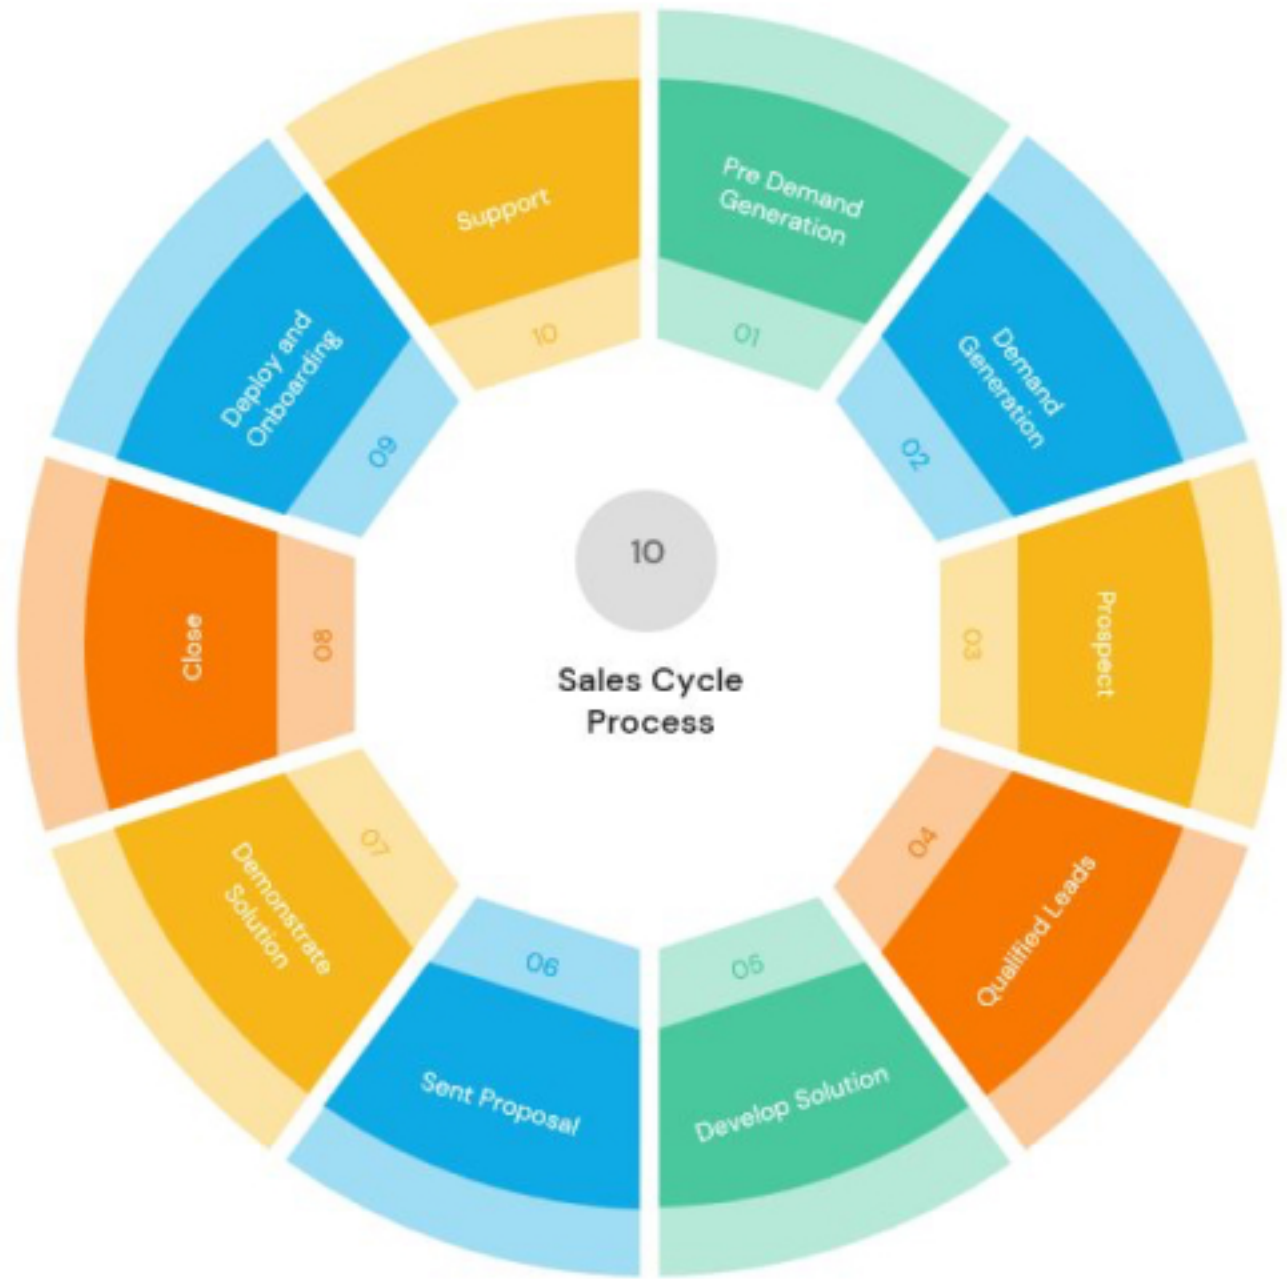 10
Sales Cycle
Process
Pre Demand
Generation
01
Demand
Generation
02
Prospect
03
Qualified Leads
04
Develop Solution
05
Sent Proposal
06
Demonstrate
Solution
07
Close
08
Deploy and
Onboarding
09
Support
10